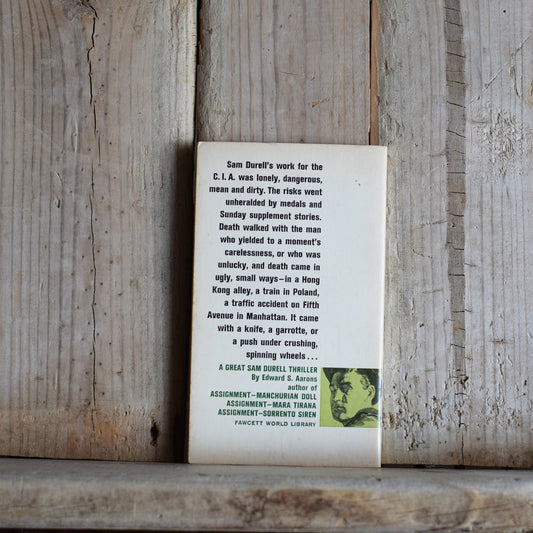 Sam Durell's work for the
C. I. A. was lonely, dangerous,
mean and dirty. The risks went
unheralded by medals and
Sunday supplement stories.
Death walked with the man
who yielded to a moment's
carelessness, or who was
unlucky, and death came in
ugly, small ways—in a Hong
Kong alley, a train in Poland,
a traffic accident on Fifth
Avenue in Manhattan. It came
with a knife, a garrotte, or
a push under crushing,
spinning wheels...
A GREAT SAM DURELL THRILLER
By Edward S. Aarons
author of
ASSIGNMENT—MANCHURIAN DOLL
ASSIGNMENT—MARA TIRANA
ASSIGNMENT—SORRENTO SIREN
FAWCETT WORLD LIBRARY